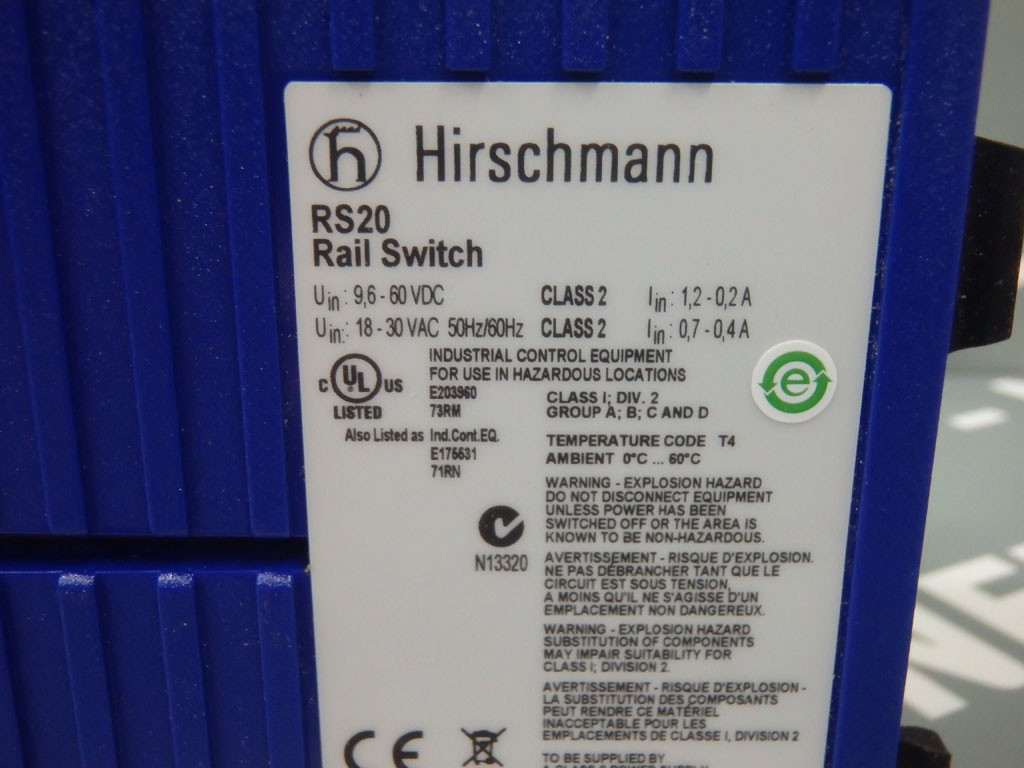 Hirschmann
RS20
Rail Switch
Uin: 9,6 - 60 VDC CLASS 2 Iin: 1,2 - 0,2 A
Uin: 18 - 30 VAC 50Hz/60Hz CLASS 2 Iin: 0,7 - 0,4 A
INDUSTRIAL CONTROL EQUIPMENT
FOR USE IN HAZARDOUS LOCATIONS
C UL US
LISTED
E203960
73RM
CLASS I; DIV. 2
GROUP A; B; C AND D
e
Also Listed as Ind.Cont.EQ.
E175531
71RN
TEMPERATURE CODE T4
AMBIENT 0°C ... 60°C
WARNING - EXPLOSION HAZARD
DO NOT DISCONNECT EQUIPMENT
UNLESS POWER HAS BEEN
SWITCHED OFF OR THE AREA IS
KNOWN TO BE NON-HAZARDOUS.
N13320
AVERTISSEMENT - RISQUE D'EXPLOSION.
NE PAS DÉBRANCHER TANT QUE LE
CIRCUIT EST SOUS TENSION,
A MOINS QU'IL NE S'AGISSE D'UN
EMPLACEMENT NON DANGEREUX.
WARNING - EXPLOSION HAZARD
SUBSTITUTION OF COMPONENTS
MAY IMPAIR SUITABILITY FOR
CLASS I; DIVISION 2.
AVERTISSEMENT - RISQUE D'EXPLOSION -
LA SUBSTITUTION DES COMPOSANTS
PEUT RENDRE CE MATÉRIEL
INACCEPTABLE POUR LES
EMPLACEMENTS DE CLASSE I, DIVISION 2
CE
TO BE SUPPLIED BY
A CLASS 2 POWER SUPPLY